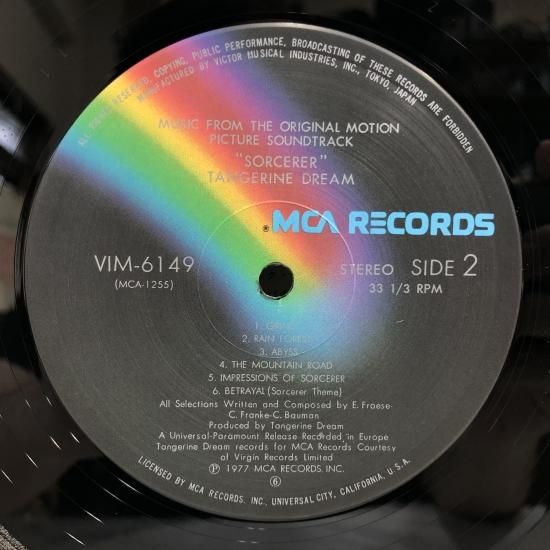 ALL RIGHTS RESERVED, COPYING, PUBLIC PERFORMANCE, BROADCASTING OF THESE RECORDS ARE FORBIDDEN
MANUFACTURED BY VICTOR MUSICAL INDUSTRIES, INC., TOKYO, JAPAN
MUSIC FROM THE ORIGINAL MOTION
PICTURE SOUNDTRACK
"SORCERER"
TANGERINE DREAM
® MCA RECORDS
VIM-6149
(MCA-1255)
STEREO SIDE 2
33 1/3 RPM
1. GRIND
2. RAIN FOREST
3. ABYSS
4. THE MOUNTAIN ROAD
5. IMPRESSIONS OF SORCERER
6. BETRAYAL (Sorcerer Theme)
All Selections Written and Composed by E. Froese-
C. Franke-C. Bauman
Produced by Tangerine Dream
A Universal-Paramount Release Recorded in Europe
Tangerine Dream records for MCA Records Courtesy
of Virgin Records Limited
℗ 1977 MCA RECORDS, INC.
⑥
LICENSED BY MCA RECORDS, INC., UNIVERSAL CITY, CALIFORNIA, U.S.A.